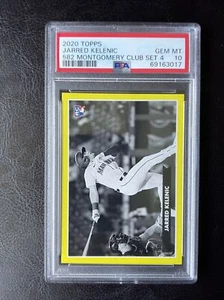 2020 TOPPS
JARRED KELENIC GEM MT
582 MONTGOMERY CLUB SET 4 10
PSA 69163017
JARRED KELENIC